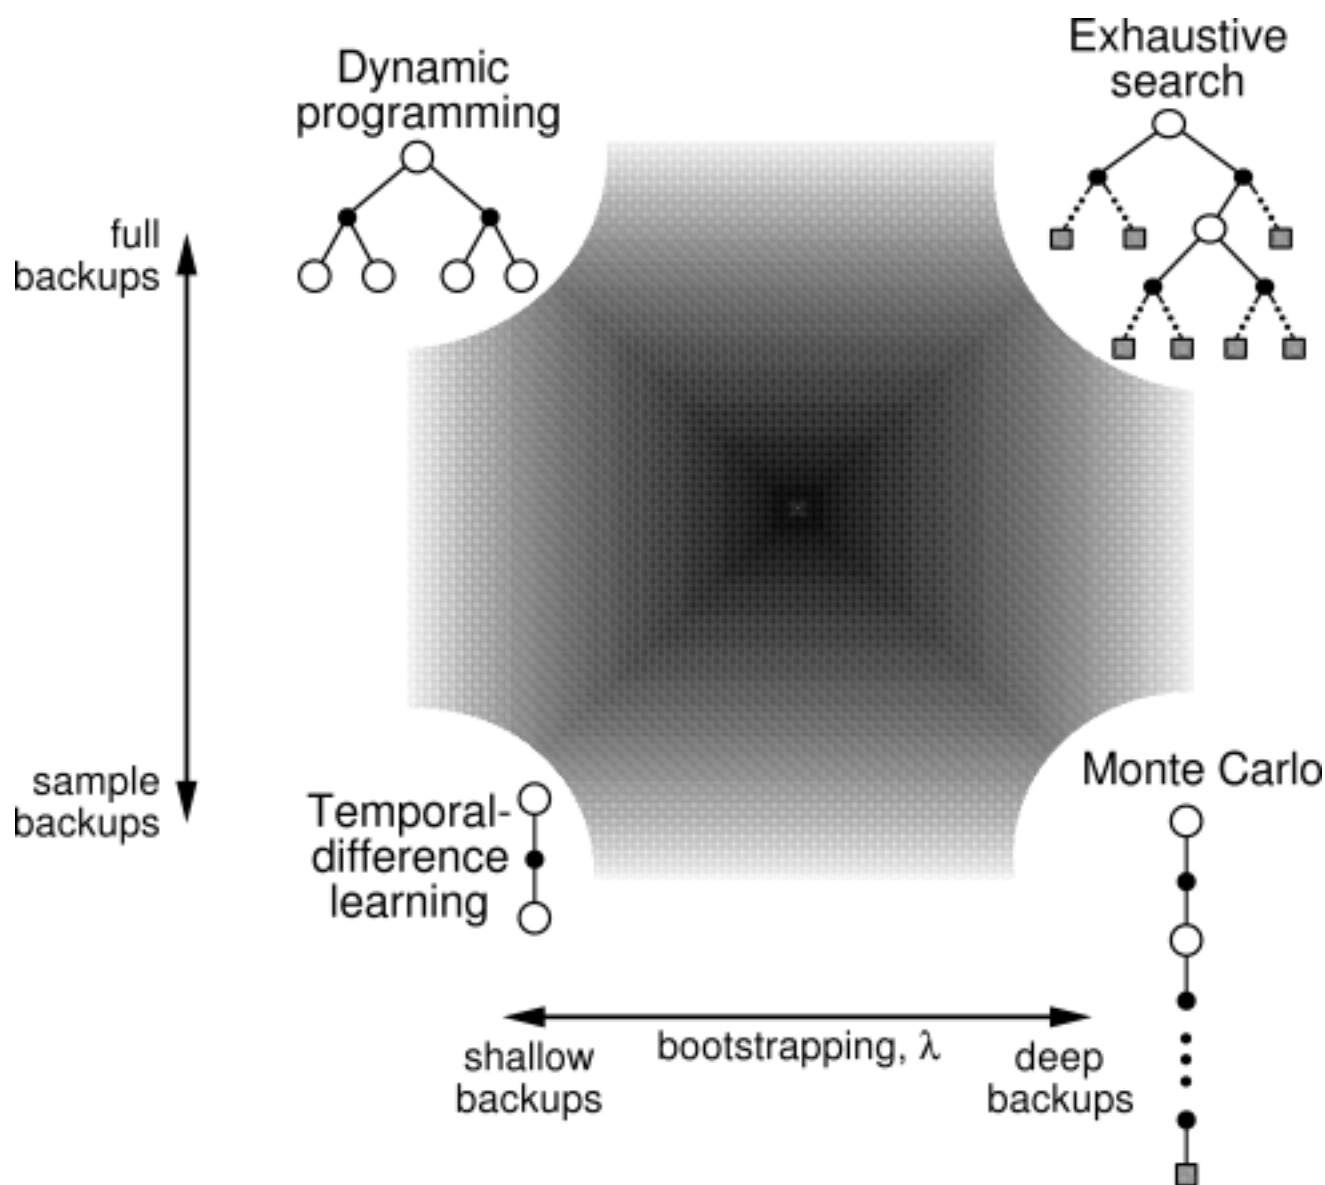 Dynamic
programming
Exhaustive
search
full
backups
sample
backups
Temporal-
difference
learning
Monte Carlo
shallow
backups
bootstrapping, λ
deep
backups